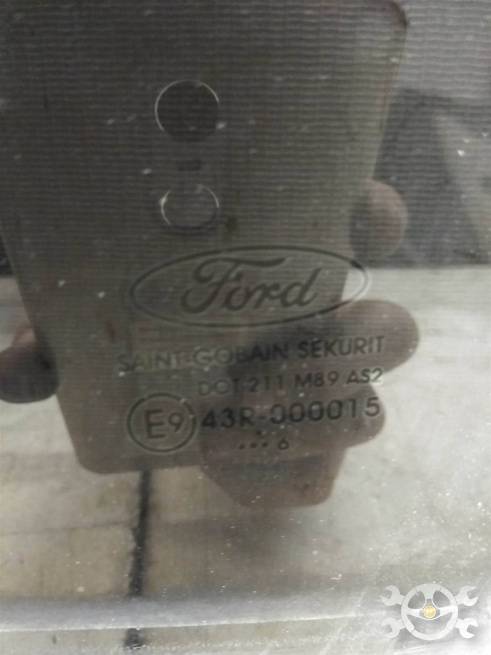 Ford
SAINT-GOBAIN SEKURIT
DOT 211 M89 AS2
E9 43R-000015
... 6